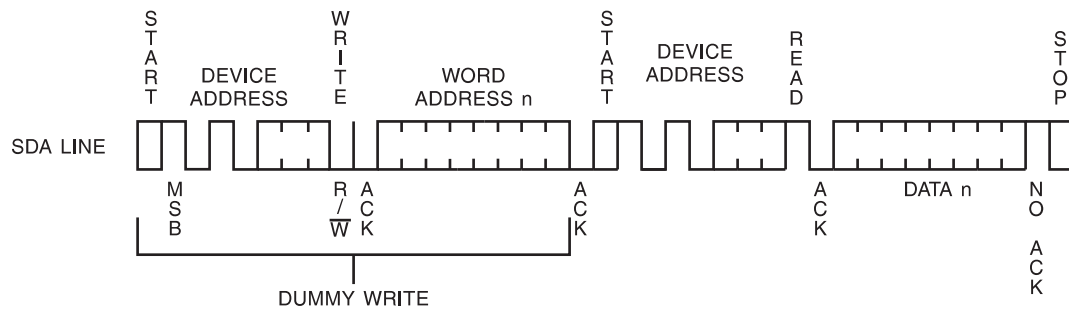 START
WRITE
START
READ
STOP
DEVICE
ADDRESS
WORD
ADDRESS n
DEVICE
ADDRESS
SDA LINE
MSB
R/W
ACK
ACK
ACK
DATA n
NO ACK
DUMMY WRITE